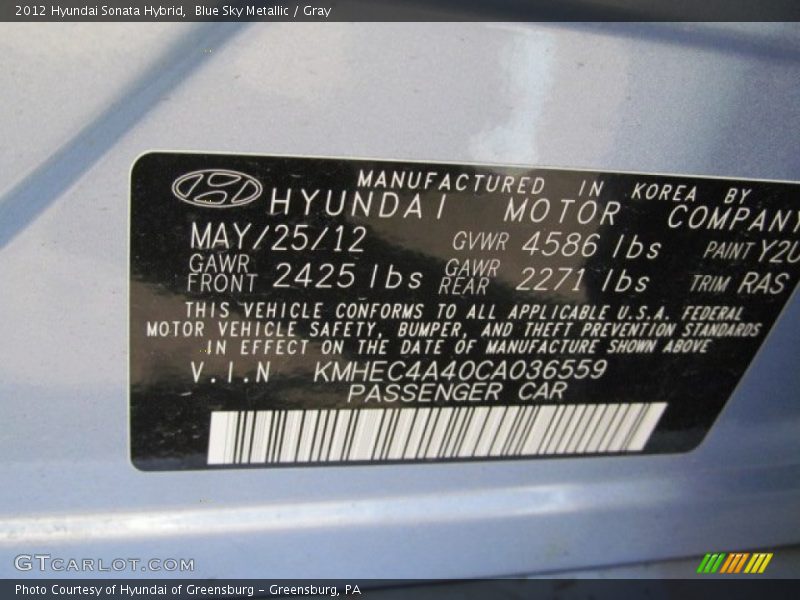 2012 Hyundai Sonata Hybrid, Blue Sky Metallic / Gray
MANUFACTURED IN KOREA BY
HYUNDAI MOTOR COMPANY
MAY/25/12 GVWR 4586 lbs PAINT Y2U
GAWR FRONT 2425 lbs GAWR REAR 2271 lbs TRIM RAS
THIS VEHICLE CONFORMS TO ALL APPLICABLE U.S.A. FEDERAL
MOTOR VEHICLE SAFETY, BUMPER, AND THEFT PREVENTION STANDARDS
IN EFFECT ON THE DATE OF MANUFACTURE SHOWN ABOVE
V.I.N KMHEC4A40CA036559
PASSENGER CAR
GTCARLOT.COM
Photo Courtesy of Hyundai of Greensburg - Greensburg, PA